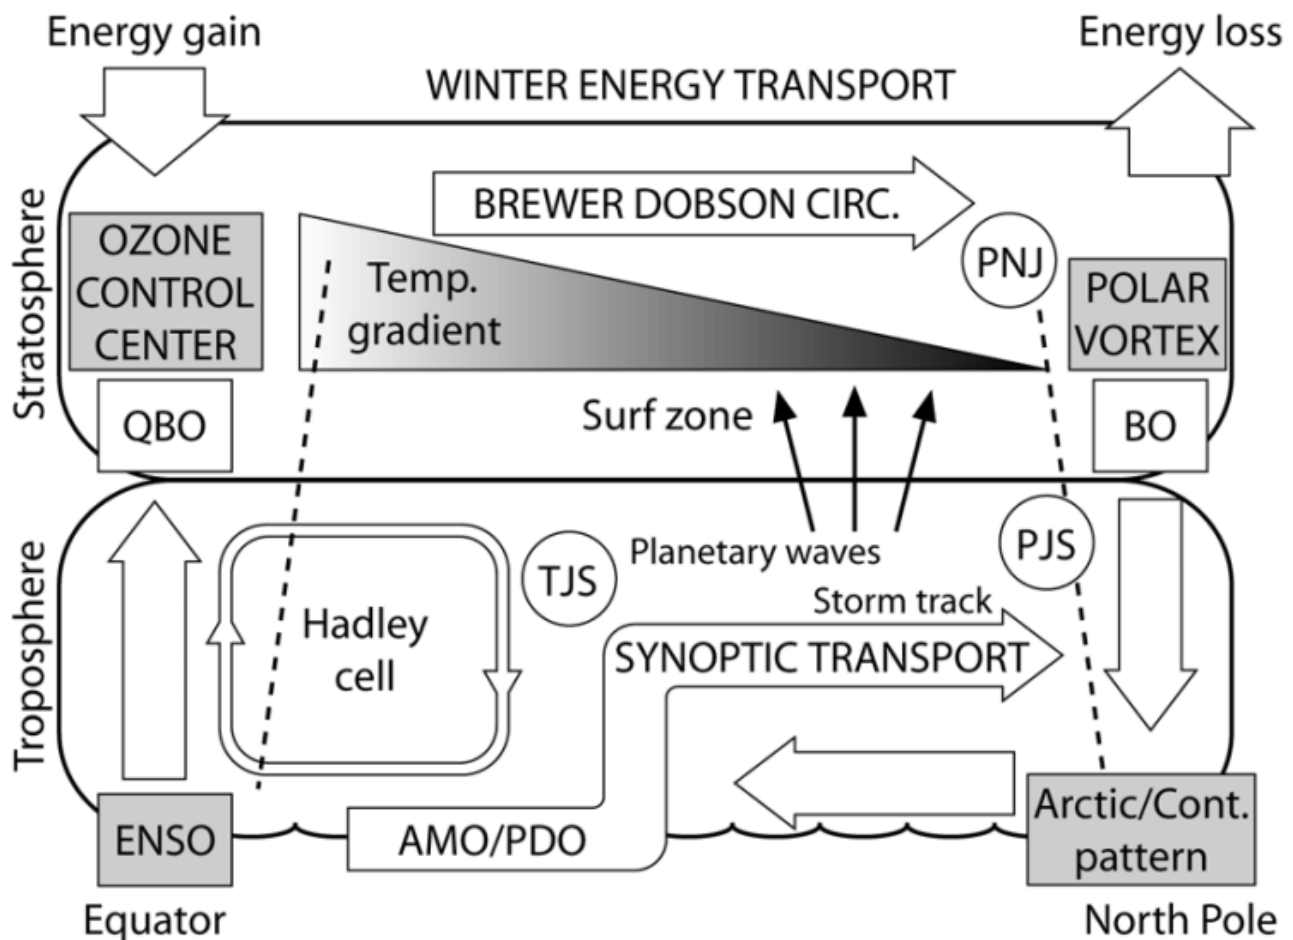 Energy gain
Energy loss
WINTER ENERGY TRANSPORT
Stratosphere
BREWER DOBSON CIRC.
OZONE
CONTROL
CENTER
Temp.
gradient
PNJ
POLAR
VORTEX
QBO
Surf zone
BO
Troposphere
Hadley
cell
TJS
Planetary waves
PJS
Storm track
SYNOPTIC TRANSPORT
ENSO
AMO/PDO
Arctic/Cont.
pattern
Equator
North Pole